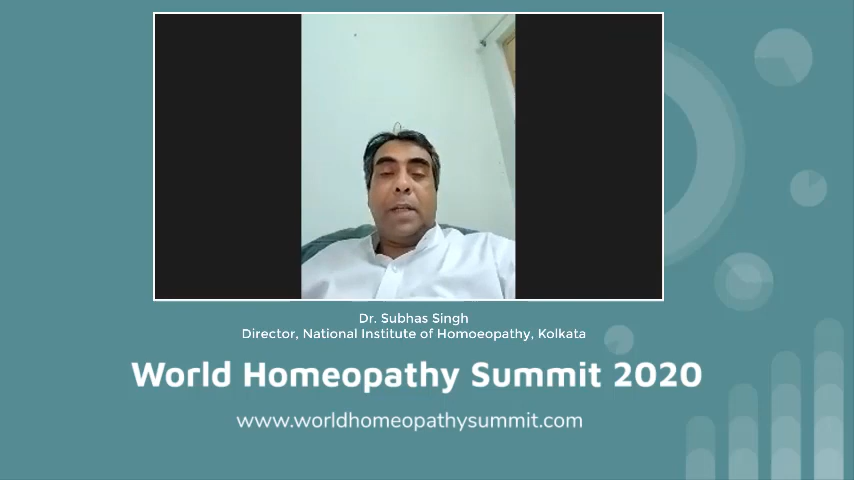 Dr. Subhas Singh
Director, National Institute of Homoeopathy, Kolkata
World Homeopathy Summit 2020
www.worldhomeopathysummit.com